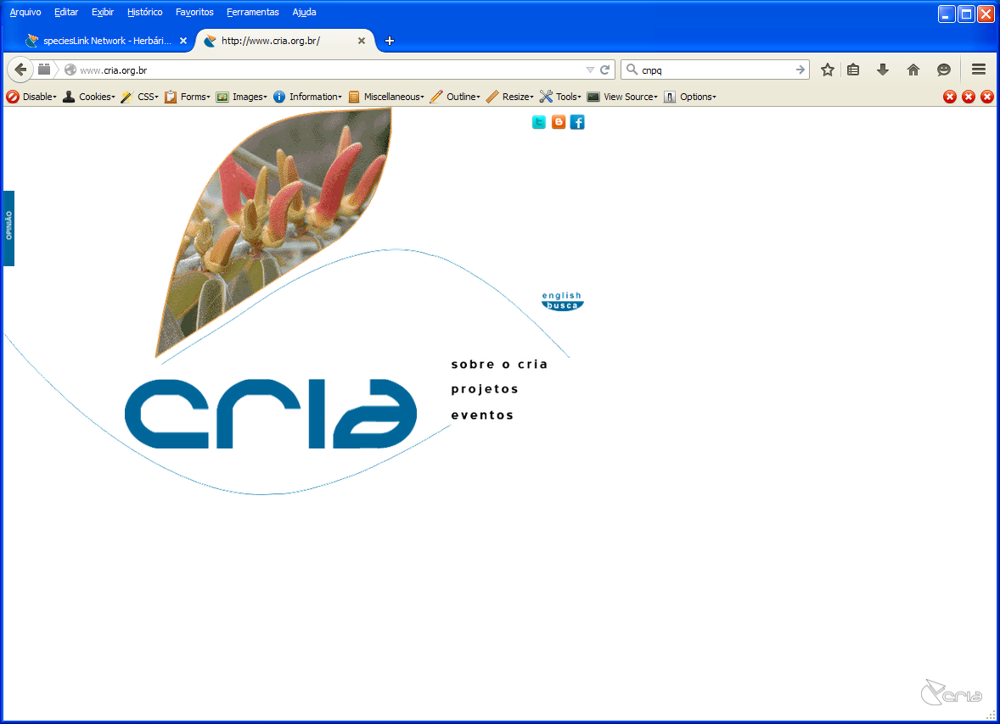 Arquivo Editar Exibir Histórico Favoritos Ferramentas Ajuda
speciesLink Network - Herbári... http://www.cria.org.br/
www.cria.org.br cnpq
Disable Cookies CSS Forms Images Information Miscellaneous Outline Resize Tools View Source Options
OPINIÃO
english
busca
sobre o cria
projetos
eventos
cria
cria